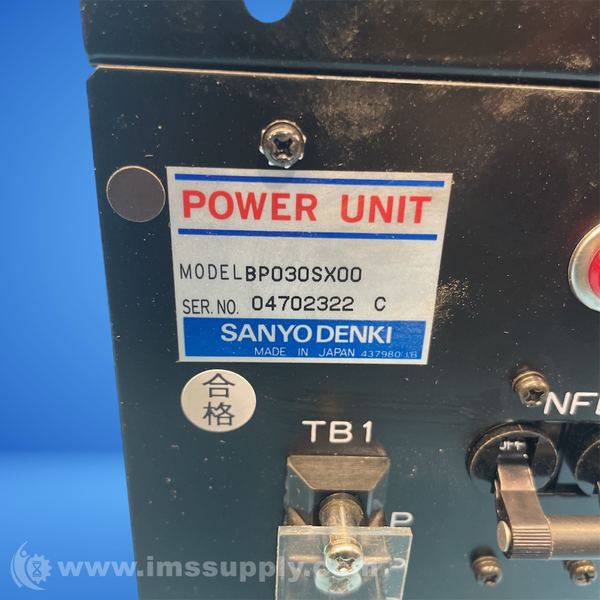 POWER UNIT
MODEL BP030SX00
SER. NO. 04702322 C
SANYO DENKI
MADE IN JAPAN 437980
合格
TB1
NF
P
www.imssupply.com